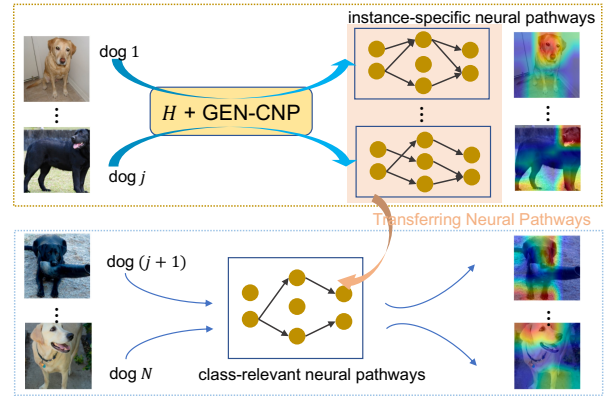 instance-specific neural pathways
dog 1
H + GEN-CNP
dog j
Transferring Neural Pathways
dog (j + 1)
dog N
class-relevant neural pathways